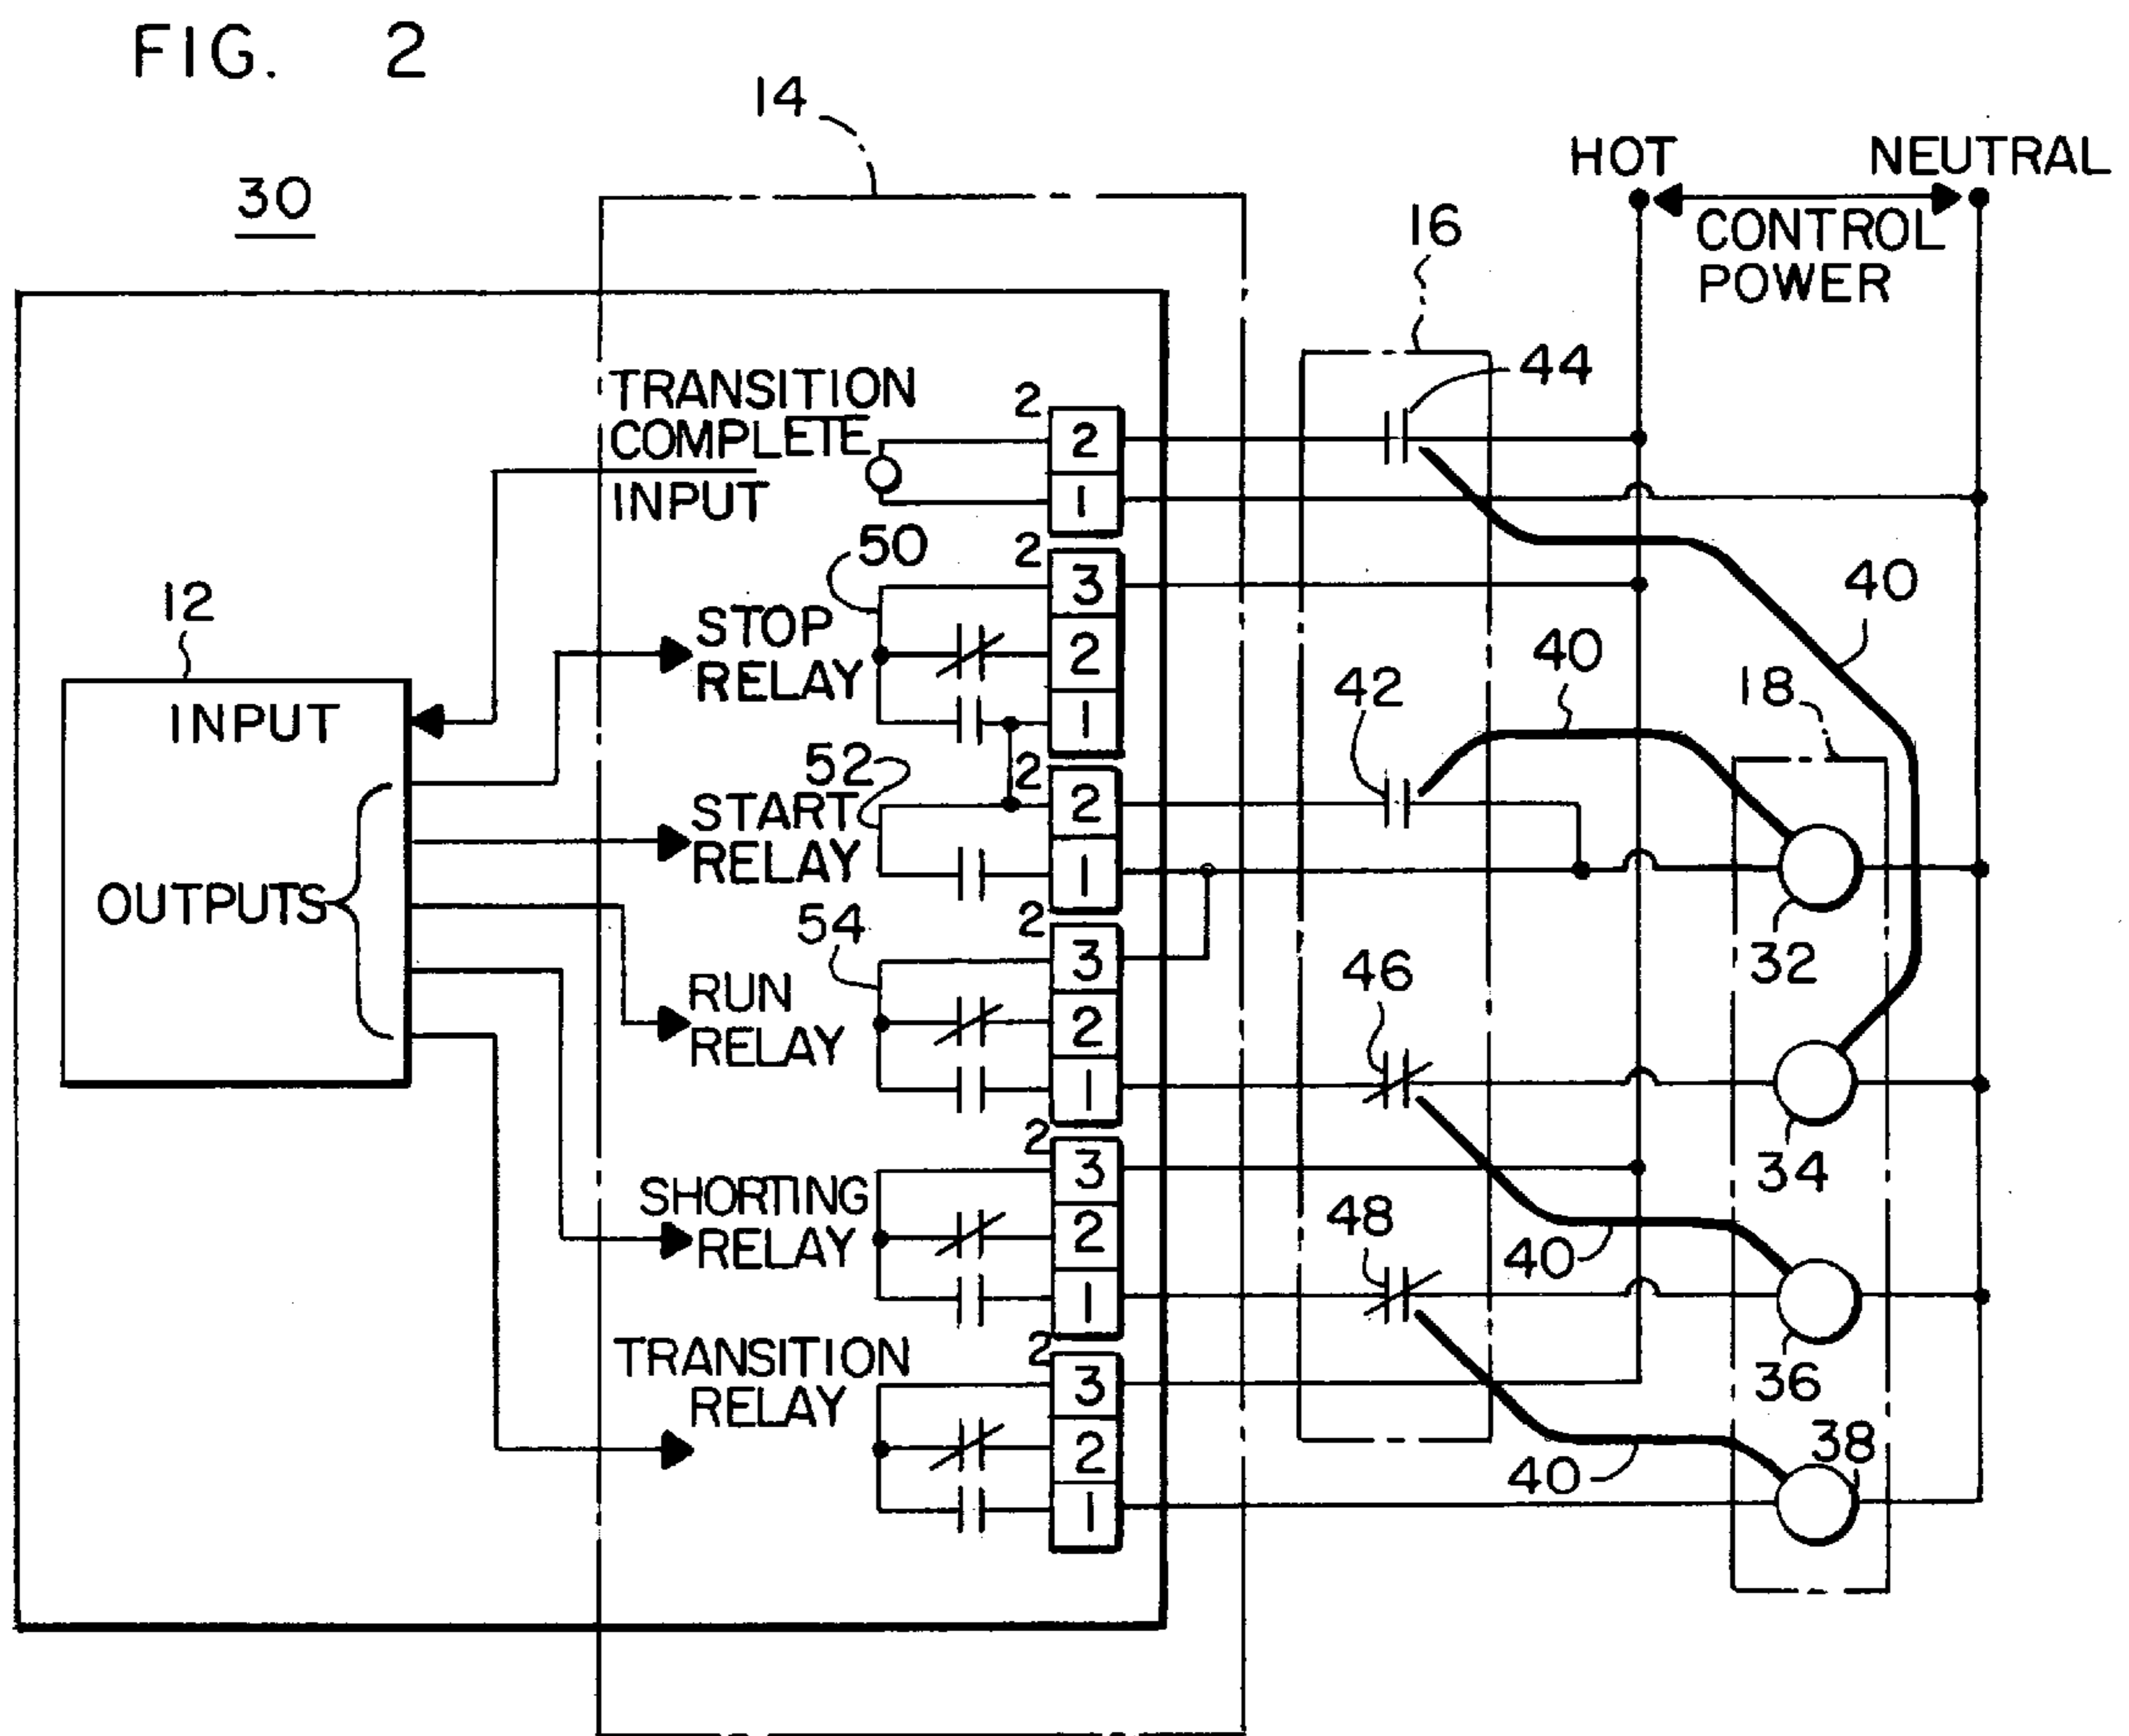 FIG. 2
14
HOT
NEUTRAL
30
16
CONTROL
POWER
44
TRANSITION
COMPLETE
INPUT
2
2
1
50
2
3
2
1
40
12
STOP
RELAY
40
18
42
INPUT
52
2
START
RELAY
2
1
OUTPUTS
54
2
3
2
1
32
46
RUN
RELAY
34
2
SHORTING
RELAY
3
2
1
48
40
36
TRANSITION
RELAY
2
3
2
1
38
40